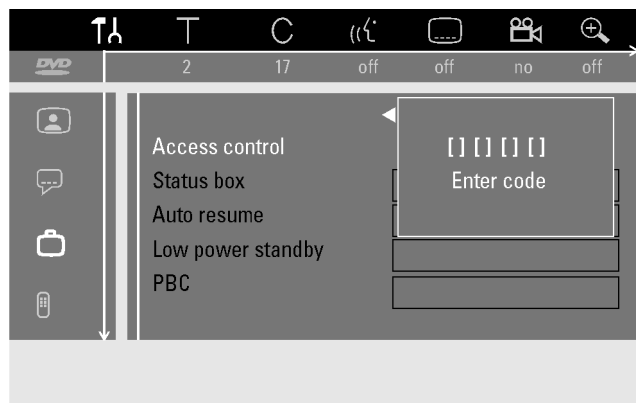 T C
DVD 2 17 off off no off
Access control
[ ] [ ] [ ] [ ]
Status box
Enter code
Auto resume
Low power standby
PBC